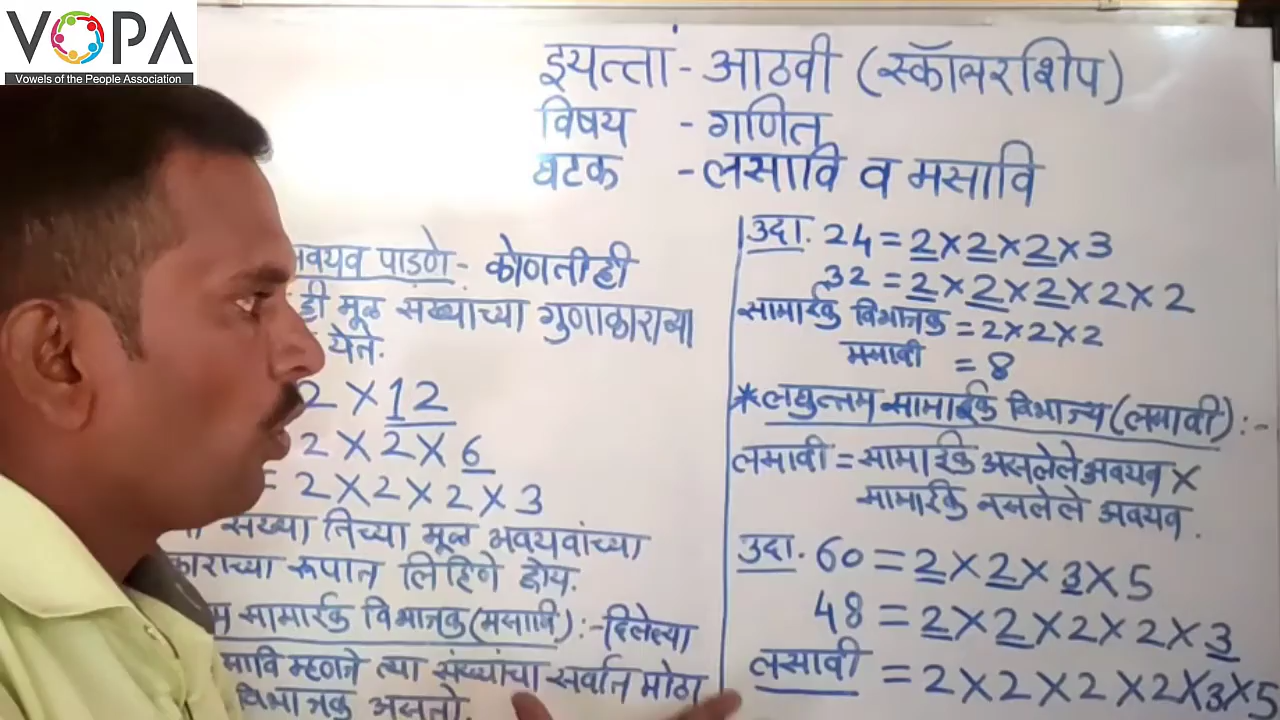 VOPA
Vowels of the People Association
इयत्ता - आठवी (स्कॉलरशिप)
विषय - गणित
घटक - लसावि व मसावि
अवयव पाडणे - कोणतीही
ही मूळ संख्यांच्या गुणाकाराच्या
येते.
2 × 12
2 × 2 × 6
= 2 × 2 × 2 × 3
संख्या तिच्या मूळ अवयवांच्या
काराच्या रूपात लिहिणे होय.
म सामाईक विभाजक (मसावि) :- दिलेल्या
मसावि म्हणजे त्या संख्यांचा सर्वात मोठा
विभाजक असतो.
उदा. 24 = 2 × 2 × 2 × 3
32 = 2 × 2 × 2 × 2 × 2
सामाईक विभाजक = 2 × 2 × 2
मसावी = 8
* लघुत्तम सामाईक विभाज्य (लसावी) :-
लसावी = सामाईक असलेले अवयव ×
सामाईक नसलेले अवयव.
उदा. 60 = 2 × 2 × 3 × 5
48 = 2 × 2 × 2 × 2 × 3
लसावी = 2 × 2 × 2 × 2 × 3 × 5